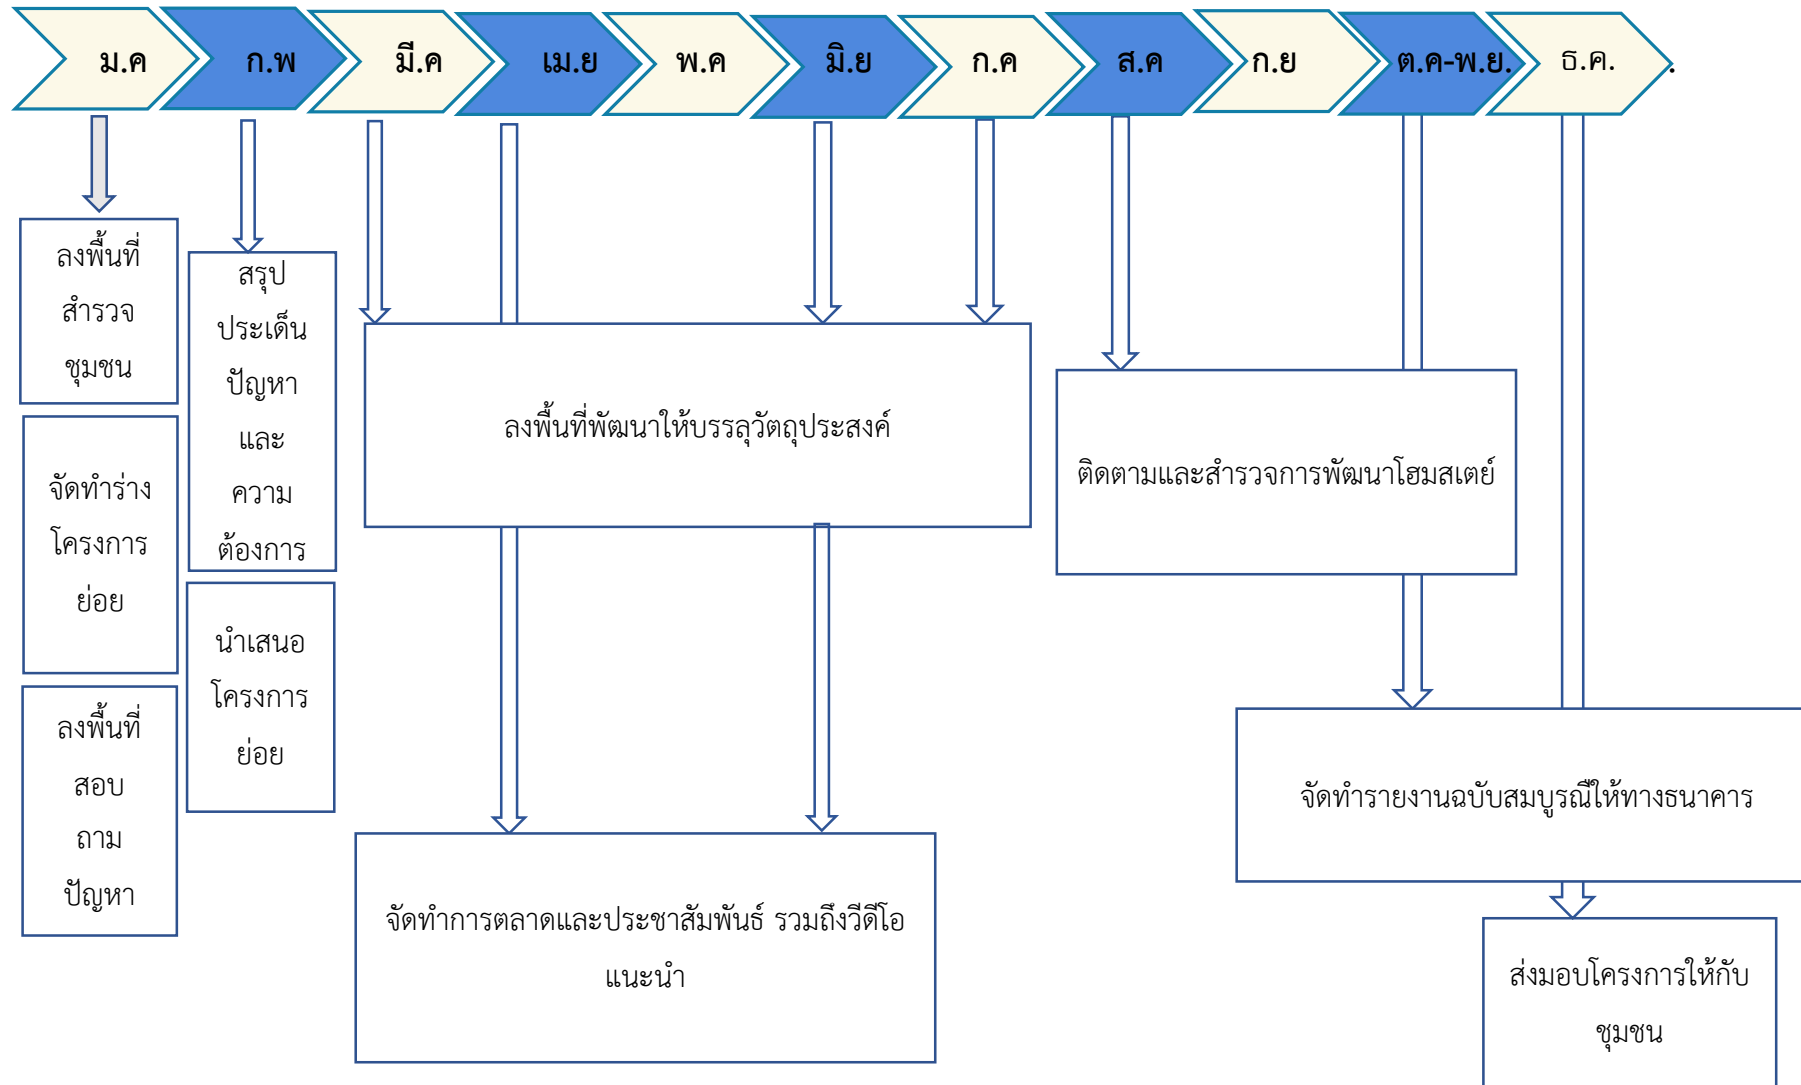 ม.ค
ก.พ
มี.ค
เม.ย
พ.ค
มิ.ย
ก.ค
ส.ค
ก.ย
ต.ค-พ.ย.
ธ.ค.
.
ลงพื้นที่
สำรวจ
ชุมชน
จัดทำร่าง
โครงการ
ย่อย
ลงพื้นที่
สอบ
ถาม
ปัญหา
สรุป
ประเด็น
ปัญหา
และ
ความ
ต้องการ
นำเสนอ
โครงการ
ย่อย
ลงพื้นที่พัฒนาให้บรรลุวัตถุประสงค์
จัดทำการตลาดและประชาสัมพันธ์ รวมถึงวีดีโอ
แนะนำ
ติดตามและสำรวจการพัฒนาโฮมสเตย์
จัดทำรายงานฉบับสมบูรณืให้ทางธนาคาร
ส่งมอบโครงการให้กับ
ชุมชน